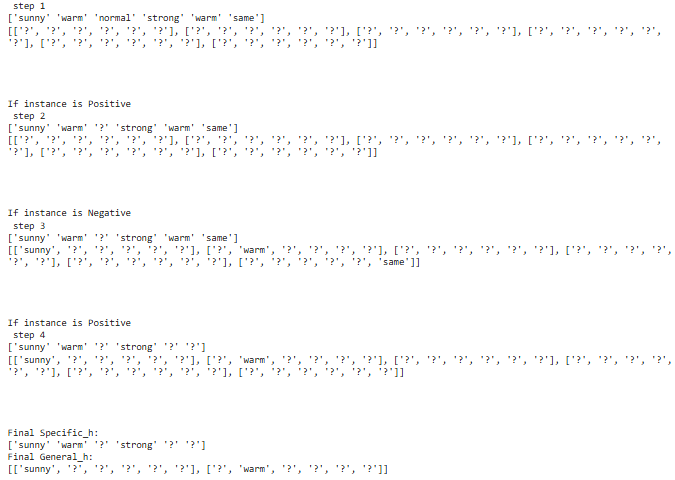 step 1
['sunny' 'warm' 'normal' 'strong' 'warm' 'same']
[['?', '?', '?', '?', '?', '?'], ['?', '?', '?', '?', '?', '?'], ['?', '?', '?', '?', '?', '?'], ['?', '?', '?', '?', '?',
'?'], ['?', '?', '?', '?', '?', '?'], ['?', '?', '?', '?', '?', '?']]
If instance is Positive
step 2
['sunny' 'warm' '?' 'strong' 'warm' 'same']
[['?', '?', '?', '?', '?', '?'], ['?', '?', '?', '?', '?', '?'], ['?', '?', '?', '?', '?', '?'], ['?', '?', '?', '?', '?',
'?'], ['?', '?', '?', '?', '?', '?'], ['?', '?', '?', '?', '?', '?']]
If instance is Negative
step 3
['sunny' 'warm' '?' 'strong' 'warm' 'same']
[['sunny', '?', '?', '?', '?', '?'], ['?', 'warm', '?', '?', '?', '?'], ['?', '?', '?', '?', '?', '?'], ['?', '?', '?', '?',
'?', '?'], ['?', '?', '?', '?', '?', '?'], ['?', '?', '?', '?', '?', 'same']]
If instance is Positive
step 4
['sunny' 'warm' '?' 'strong' '?' '?']
[['sunny', '?', '?', '?', '?', '?'], ['?', 'warm', '?', '?', '?', '?'], ['?', '?', '?', '?', '?', '?'], ['?', '?', '?', '?',
'?', '?'], ['?', '?', '?', '?', '?', '?'], ['?', '?', '?', '?', '?', '?']]
Final Specific_h:
['sunny' 'warm' '?' 'strong' '?' '?']
Final General_h:
[['sunny', '?', '?', '?', '?', '?'], ['?', 'warm', '?', '?', '?', '?']]